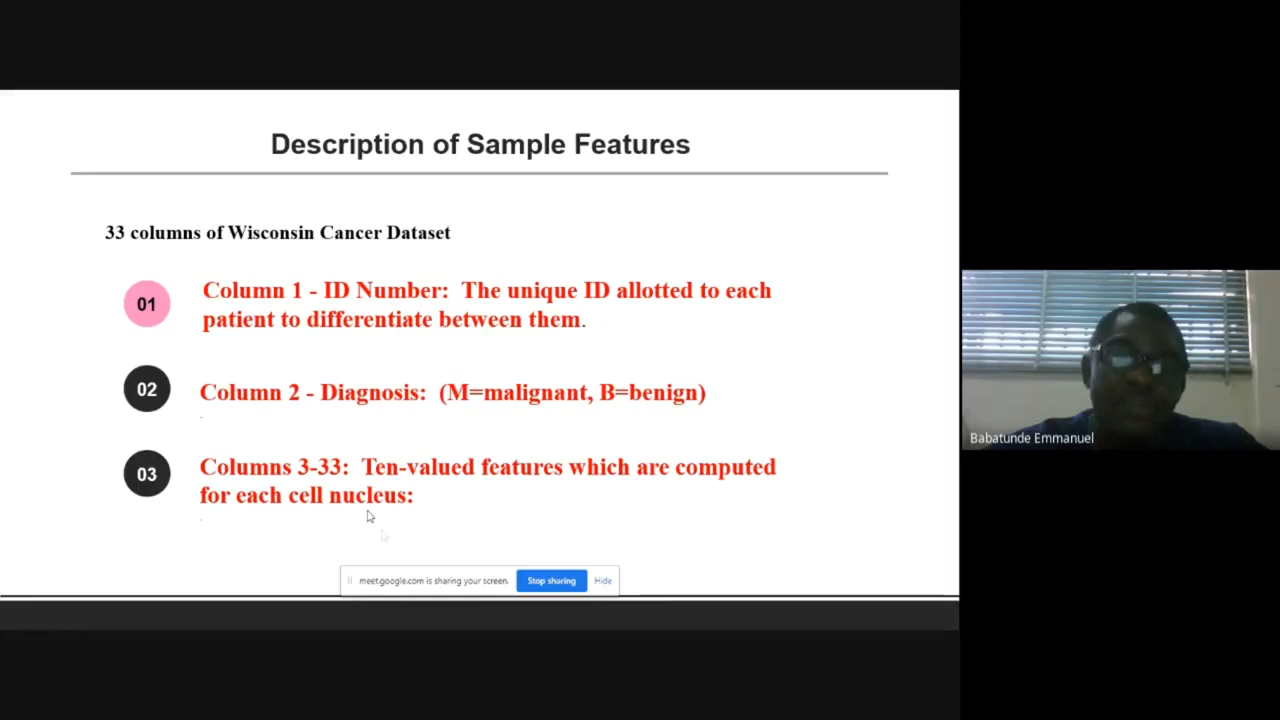 Description of Sample Features
33 columns of Wisconsin Cancer Dataset
01
Column 1 - ID Number: The unique ID allotted to each
patient to differentiate between them.
02
Column 2 - Diagnosis: (M=malignant, B=benign)
03
Columns 3-33: Ten-valued features which are computed
for each cell nucleus:
meet.google.com is sharing your screen. Stop sharing Hide
Babatunde Emmanuel